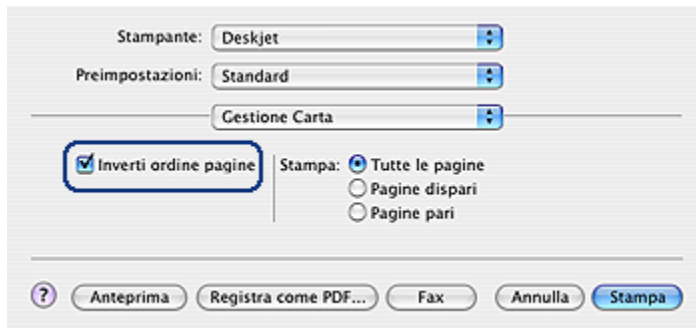 Stampante: Deskjet
Preimpostazioni: Standard
Gestione Carta
Inverti ordine pagine Stampa: Tutte le pagine
Pagine dispari
Pagine pari
? Anteprima Registra come PDF... Fax Annulla Stampa